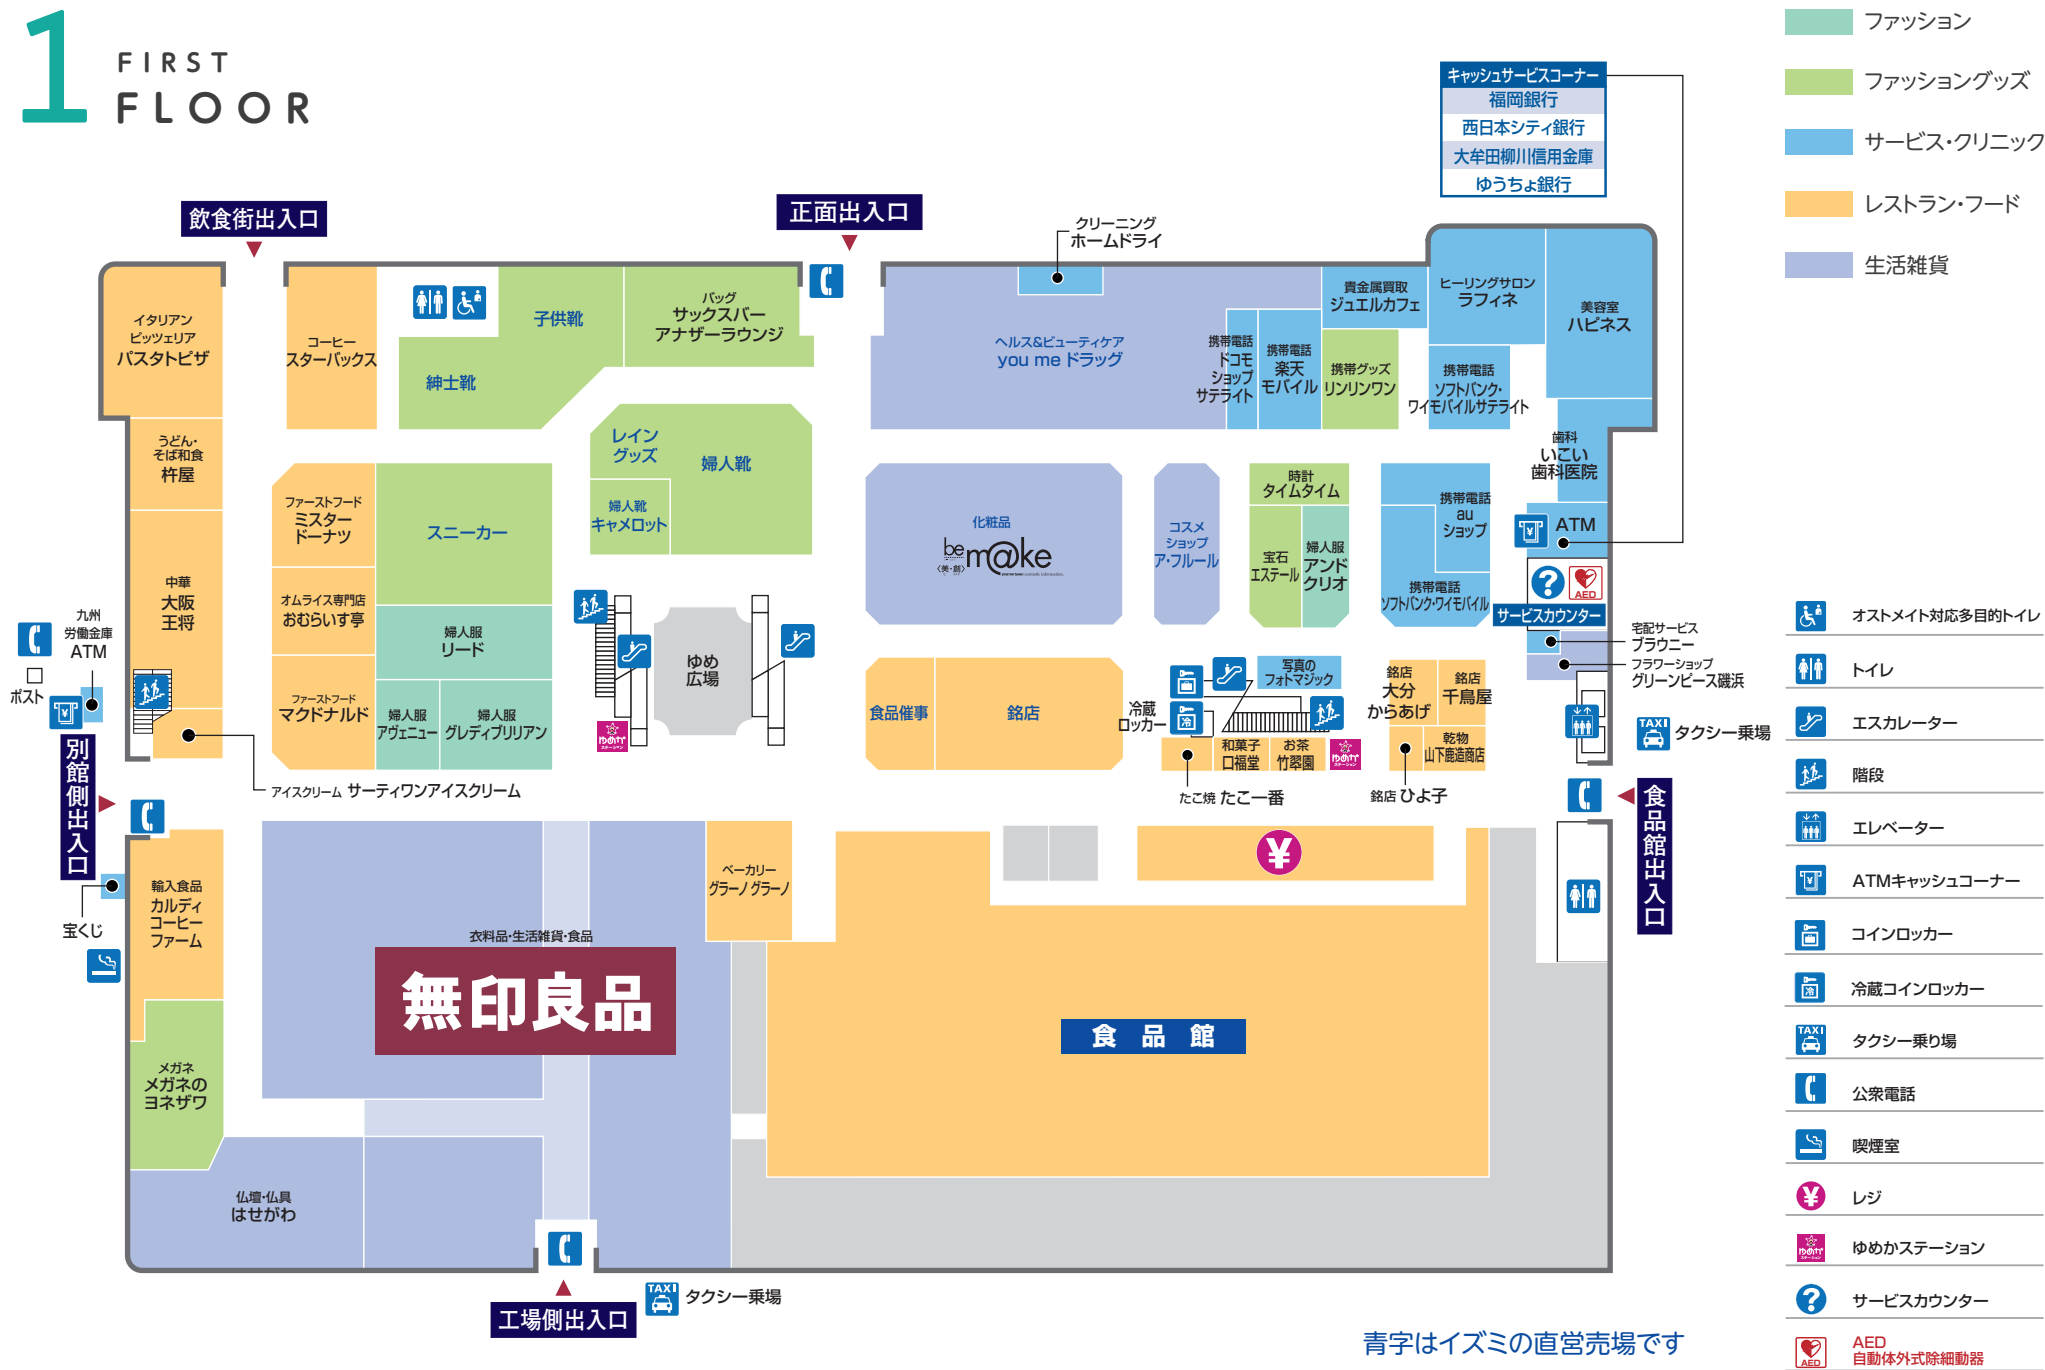 1
FIRST
FLOOR
ファッション
ファッショングッズ
サービス・クリニック
レストラン・フード
生活雑貨
キャッシュサービスコーナー
福岡銀行
西日本シティ銀行
大牟田柳川信用金庫
ゆうちょ銀行
飲食街出入口
正面出入口
クリーニング
ホームドライ
イタリアン
ピッツェリア
パスタトピザ
コーヒー
スターバックス
子供靴
紳士靴
バッグ
サックスバー
アナザーラウンジ
ヘルス&ビューティケア
you me ドラッグ
携帯電話
ドコモ
ショップ
サテライト
携帯電話
楽天
モバイル
貴金属買取
ジュエルカフェ
携帯グッズ
リンリンワン
ヒーリングサロン
ラフィネ
携帯電話
ソフトバンク・
ワイモバイルサテライト
美容室
ハピネス
歯科
いこい
歯科医院
うどん・
そば和食
杵屋
レイン
グッズ
婦人靴
婦人靴
キャメロット
ファーストフード
ミスター
ドーナツ
スニーカー
化粧品
be
〈美・創〉
m@ke
コスメ
ショップ
ア・フルール
時計
タイムタイム
宝石
エステール
婦人服
アンド
クリオ
携帯電話
au
ショップ
携帯電話
ソフトバンク・ワイモバイル
ATM
AED
サービスカウンター
宅配サービス
ブラウニー
フラワーショップ
グリーンピース磯浜
中華
大阪
王将
オムライス専門店
おむらいす亭
婦人服
リード
ゆめ
広場
九州
労働金庫
ATM
ポスト
ファーストフード
マクドナルド
婦人服
アヴェニュー
婦人服
グレディブリリアン
ゆめか
ステーション
食品催事
銘店
冷蔵
ロッカー
冷
写真の
フォトマジック
銘店
大分
からあげ
銘店
千鳥屋
和菓子
口福堂
お茶
竹翠園
ゆめか
ステーション
乾物
山下鹿造商店
たこ焼 たこ一番
銘店 ひよ子
TAXI
タクシー乗場
別館側出入口
アイスクリーム サーティワンアイスクリーム
食品館出入口
輸入食品
カルディ
コーヒー
ファーム
宝くじ
ベーカリー
グラーノ グラーノ
¥
衣料品・生活雑貨・食品
無印良品
食品館
メガネ
メガネの
ヨネザワ
仏壇・仏具
はせがわ
工場側出入口
TAXI
タクシー乗場
青字はイズミの直営売場です
オストメイト対応多目的トイレ
トイレ
エスカレーター
階段
エレベーター
ATMキャッシュコーナー
コインロッカー
冷
冷蔵コインロッカー
TAXI
タクシー乗り場
公衆電話
喫煙室
¥
レジ
ゆめか
ステーション
ゆめかステーション
?
サービスカウンター
AED
AED
自動体外式除細動器